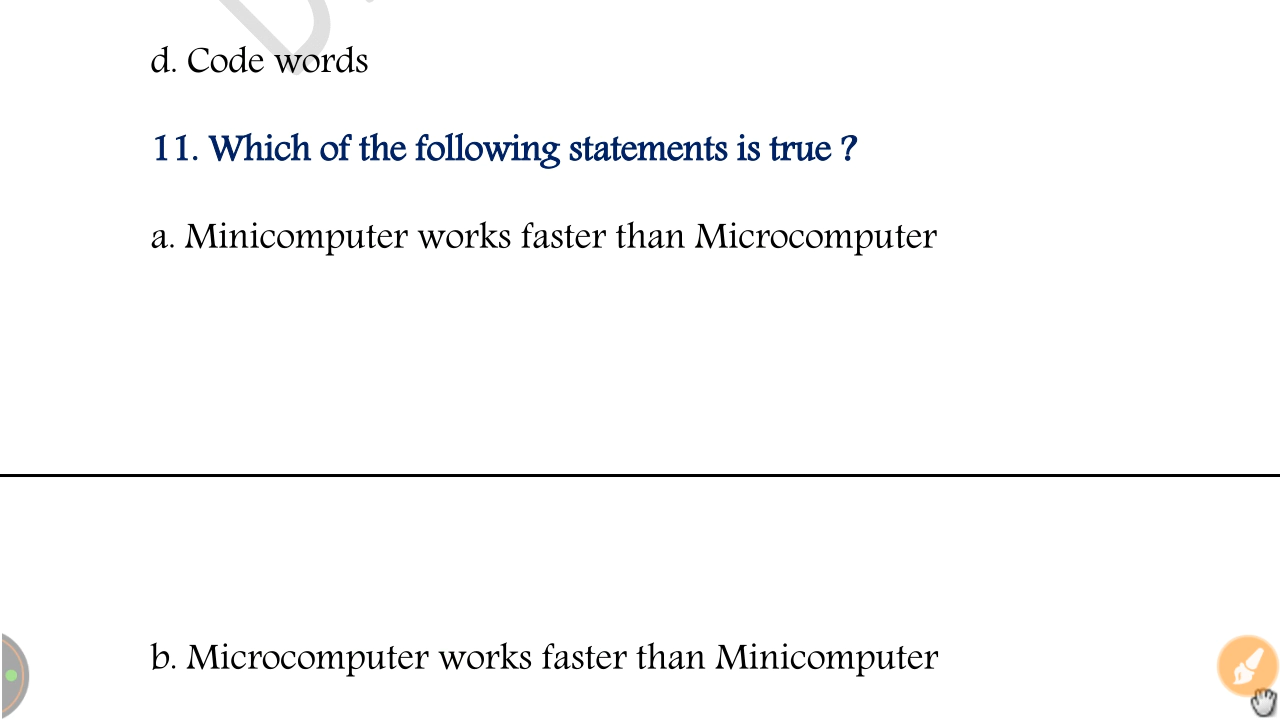 d. Code words
11. Which of the following statements is true ?
a. Minicomputer works faster than Microcomputer
b. Microcomputer works faster than Minicomputer